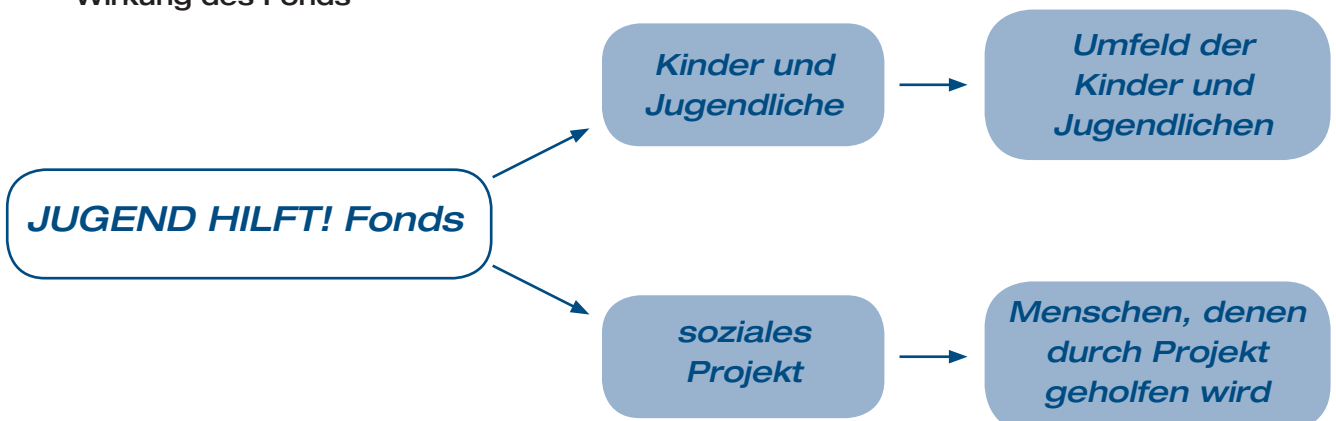 Wirkung des Fonds
Kinder und
Jugendliche
Umfeld der
Kinder und
Jugendlichen
JUGEND HILFT! Fonds
soziales
Projekt
Menschen, denen
durch Projekt
geholfen wird